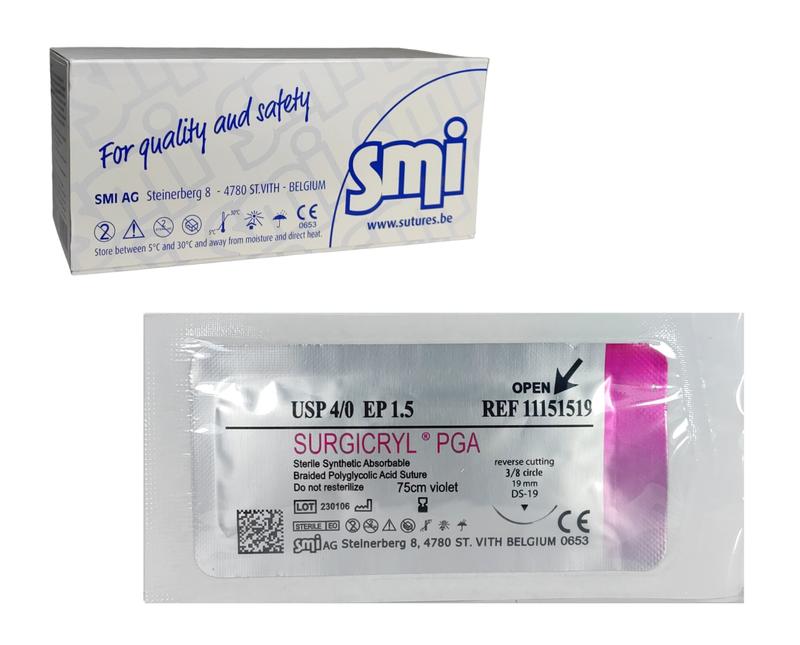 For quality and safety
smi
SMI AG Steinerberg 8 - 4780 ST.VITH - BELGIUM
www.sutures.be
2 2 5°C 30°C CE 0653
Store between 5°C and 30°C and away from moisture and direct heat.
OPEN
USP 4/0 EP 1.5 REF 11151519
SURGICRYL® PGA
Sterile Synthetic Absorbable
Braided Polyglycolic Acid Suture
Do not resterilize 75cm violet
reverse cutting
3/8 circle
19 mm
DS-19
LOT 230106
STERILE EO 2 CE
smi AG Steinerberg 8, 4780 ST. VITH BELGIUM 0653